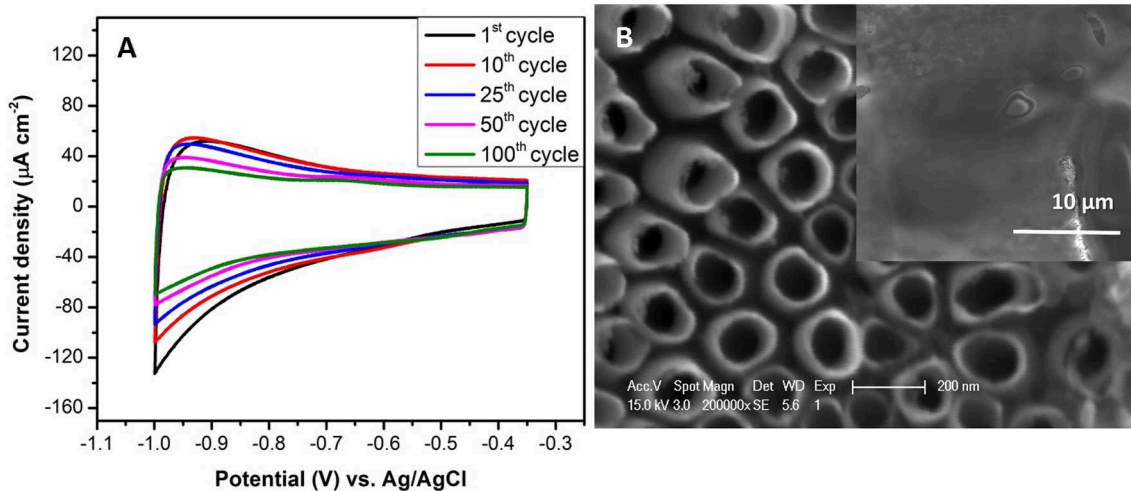 A
1st cycle
10th cycle
25th cycle
50th cycle
100th cycle
120
80
40
0
-40
-80
-120
-160
-1.1 -1.0 -0.9 -0.8 -0.7 -0.6 -0.5 -0.4 -0.3
Current density (μA cm-2)
Potential (V) vs. Ag/AgCl
B
10 μm
Acc.V Spot Magn Det WD Exp
15.0 kV 3.0 200000x SE 5.6 1
200 nm